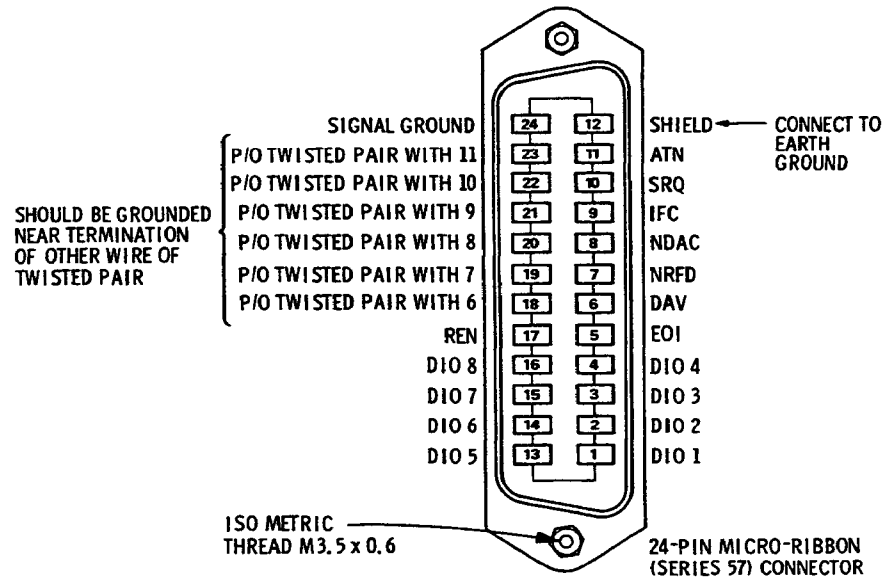 SIGNAL GROUND 24 12 SHIELD CONNECT TO
EARTH
GROUND
P/O TWISTED PAIR WITH 11 23 11 ATN
P/O TWISTED PAIR WITH 10 22 10 SRQ
SHOULD BE GROUNDED
NEAR TERMINATION
OF OTHER WIRE OF
TWISTED PAIR
P/O TWISTED PAIR WITH 9 21 9 IFC
P/O TWISTED PAIR WITH 8 20 8 NDAC
P/O TWISTED PAIR WITH 7 19 7 NRFD
P/O TWISTED PAIR WITH 6 18 6 DAV
REN 17 5 EOI
DIO 8 16 4 DIO 4
DIO 7 15 3 DIO 3
DIO 6 14 2 DIO 2
DIO 5 13 1 DIO 1
ISO METRIC
THREAD M3.5 x 0.6
24-PIN MICRO-RIBBON
(SERIES 57) CONNECTOR